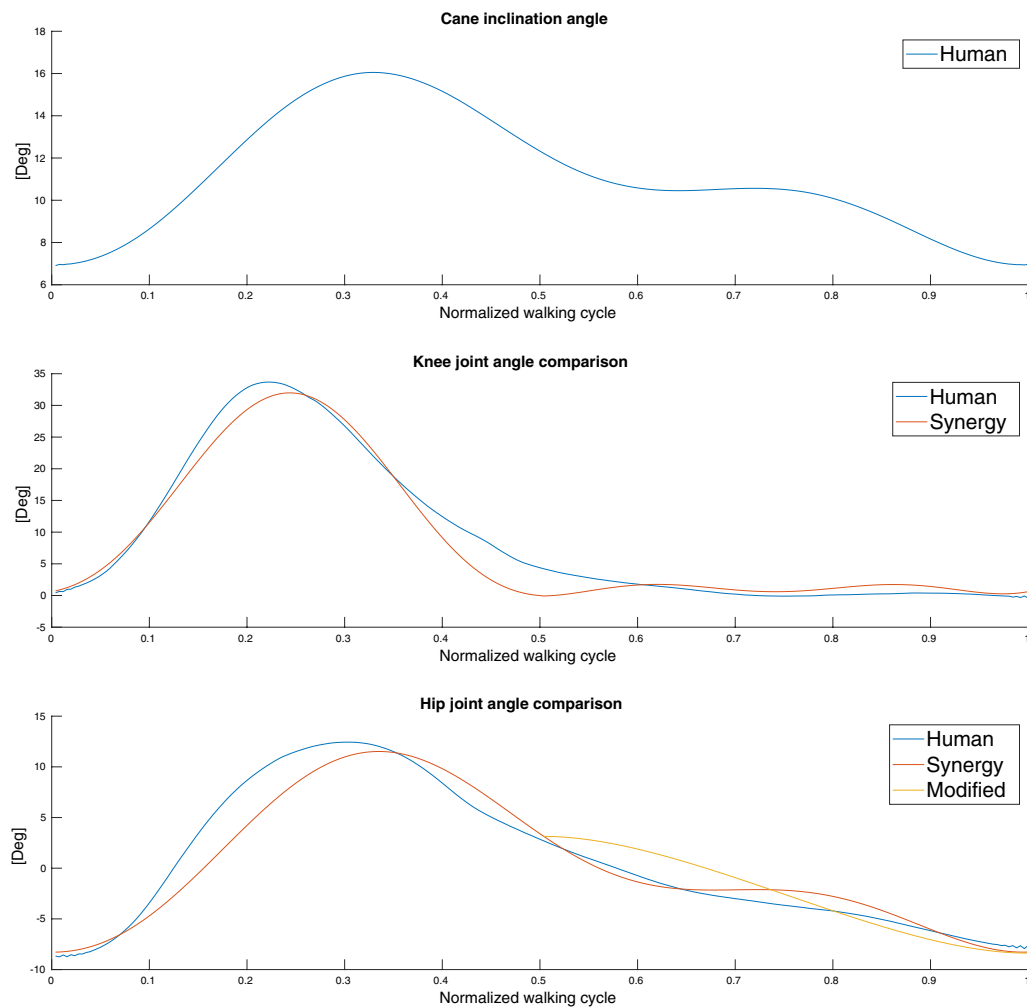 Cane inclination angle
18
16
14
12
10
8
6
[Deg]
Human
0 0.1 0.2 0.3 0.4 0.5 0.6 0.7 0.8 0.9 1
Normalized walking cycle
Knee joint angle comparison
35
30
25
20
15
10
5
0
-5
[Deg]
Human
Synergy
0 0.1 0.2 0.3 0.4 0.5 0.6 0.7 0.8 0.9 1
Normalized walking cycle
Hip joint angle comparison
15
10
5
0
-5
-10
[Deg]
Human
Synergy
Modified
0 0.1 0.2 0.3 0.4 0.5 0.6 0.7 0.8 0.9 1
Normalized walking cycle